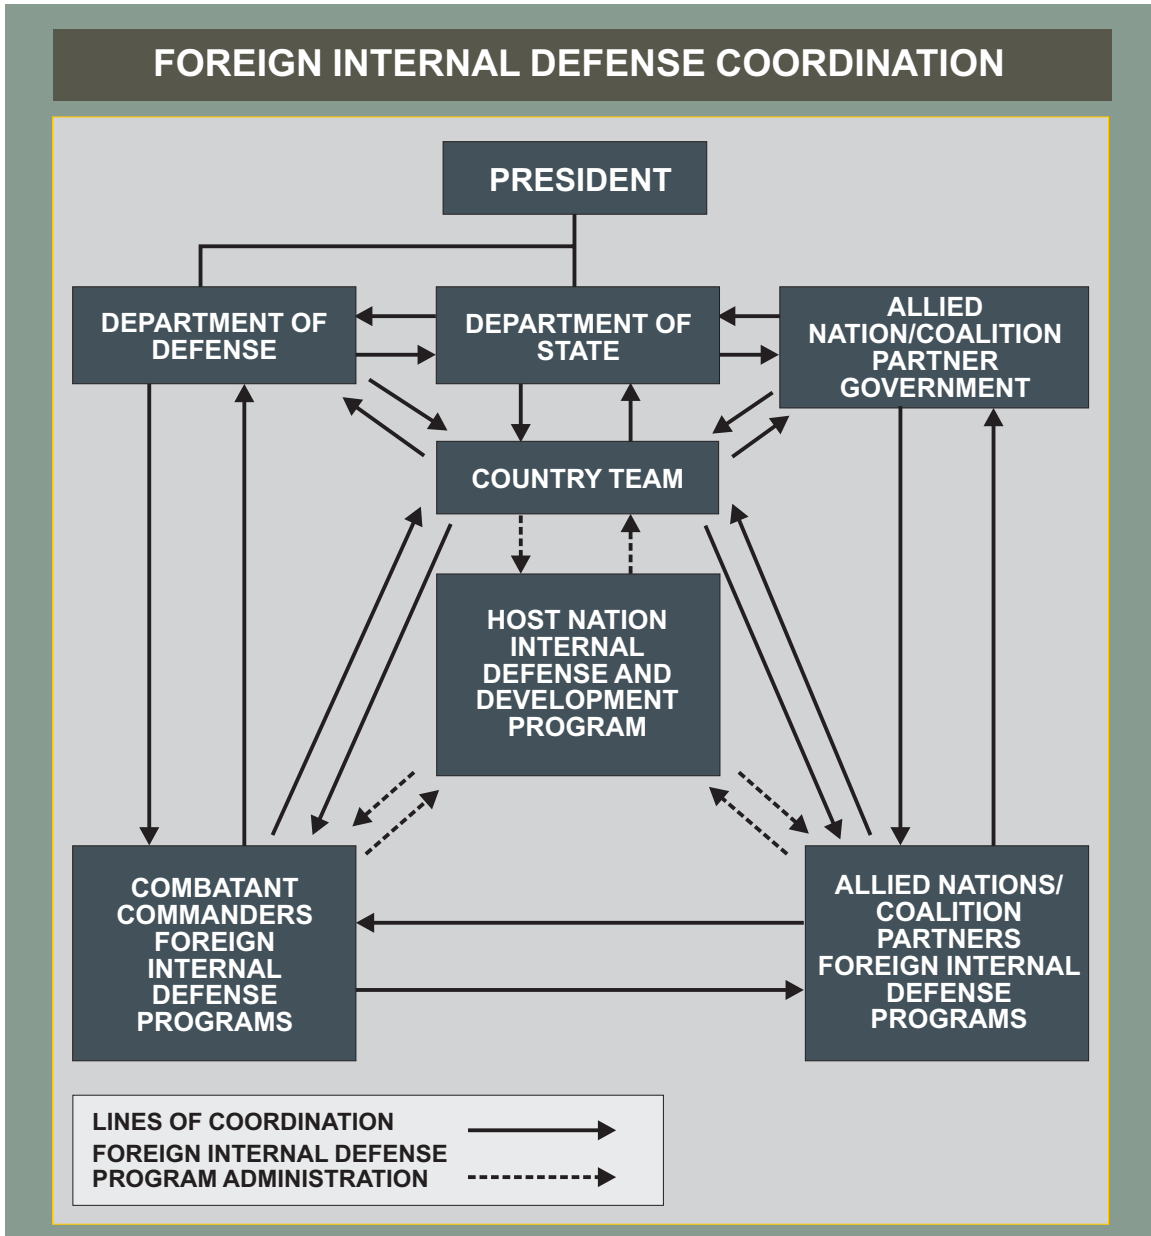 FOREIGN INTERNAL DEFENSE COORDINATION
PRESIDENT
DEPARTMENT OF
DEFENSE
DEPARTMENT OF
STATE
ALLIED
NATION/COALITION
PARTNER
GOVERNMENT
COUNTRY TEAM
HOST NATION
INTERNAL
DEFENSE AND
DEVELOPMENT
PROGRAM
COMBATANT
COMMANDERS
FOREIGN
INTERNAL
DEFENSE
PROGRAMS
ALLIED NATIONS/
COALITION
PARTNERS
FOREIGN INTERNAL
DEFENSE
PROGRAMS
LINES OF COORDINATION
FOREIGN INTERNAL DEFENSE
PROGRAM ADMINISTRATION